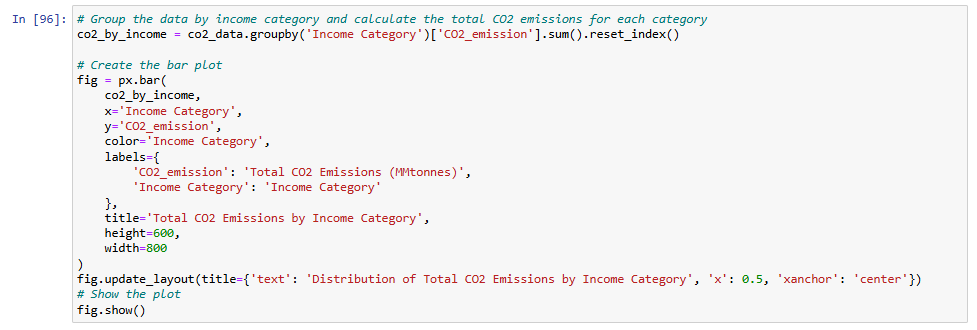 In [96]: # Group the data by income category and calculate the total CO2 emissions for each category
co2_by_income = co2_data.groupby('Income Category')['CO2_emission'].sum().reset_index()

# Create the bar plot
fig = px.bar(
    co2_by_income,
    x='Income Category',
    y='CO2_emission',
    color='Income Category',
    labels={
        'CO2_emission': 'Total CO2 Emissions (MMtonnes)',
        'Income Category': 'Income Category'
    },
    title='Total CO2 Emissions by Income Category',
    height=600,
    width=800
)
fig.update_layout(title={'text': 'Distribution of Total CO2 Emissions by Income Category', 'x': 0.5, 'xanchor': 'center'})
# Show the plot
fig.show()